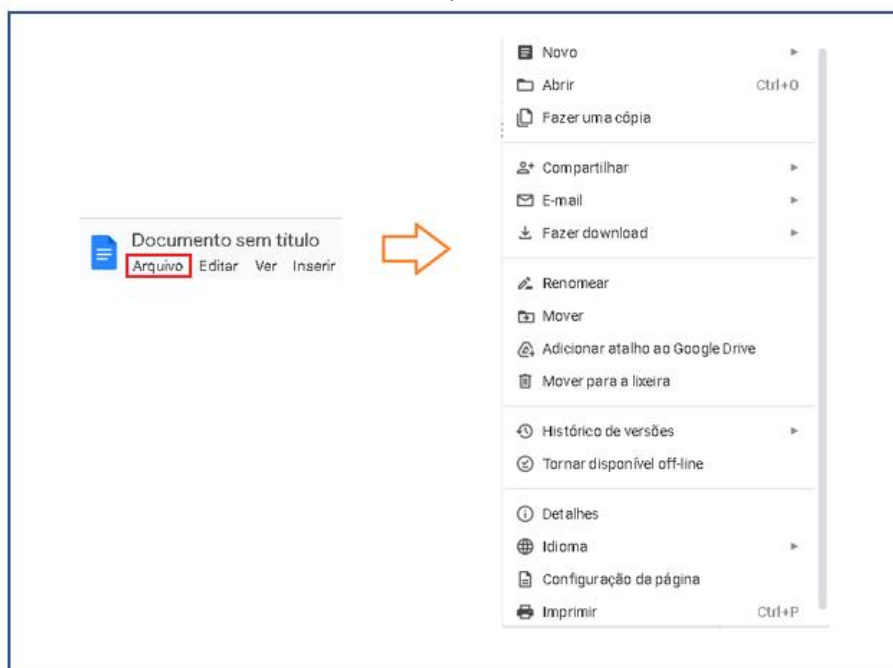 Documento sem título
Arquivo Editar Ver Inserir
Novo
Abrir Ctrl+O
Fazer uma cópia
Compartilhar
E-mail
Fazer download
Renomear
Mover
Adicionar atalho ao Google Drive
Mover para a lixeira
Histórico de versões
Tornar disponível off-line
Detalhes
Idioma
Configuração da página
Imprimir Ctrl+P